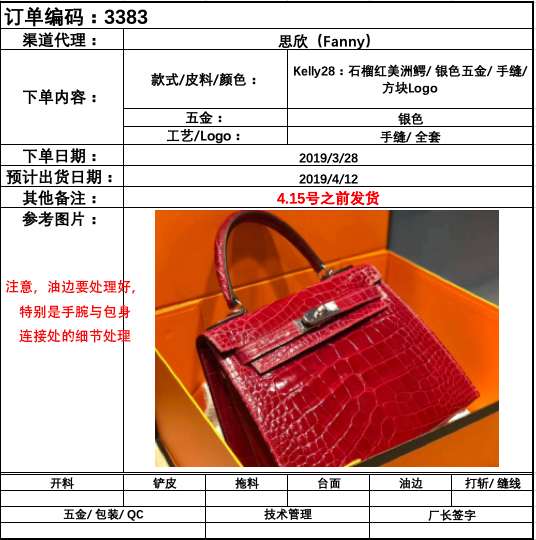 订单编码：3383
渠道代理： 思欣（Fanny）
下单内容：
款式/皮料/颜色： Kelly28：石榴红美洲鳄/ 银色五金/ 手缝/
方块Logo
五金： 银色
工艺/Logo： 手缝/ 全套
下单日期： 2019/3/28
预计出货日期： 2019/4/12
其他备注： 4.15号之前发货
参考图片：
注意，油边要处理好，
特别是手腕与包身
连接处的细节处理
开料 铲皮 拖料 台面 油边 打斩/ 缝线
五金/ 包装/ QC 技术管理 厂长签字